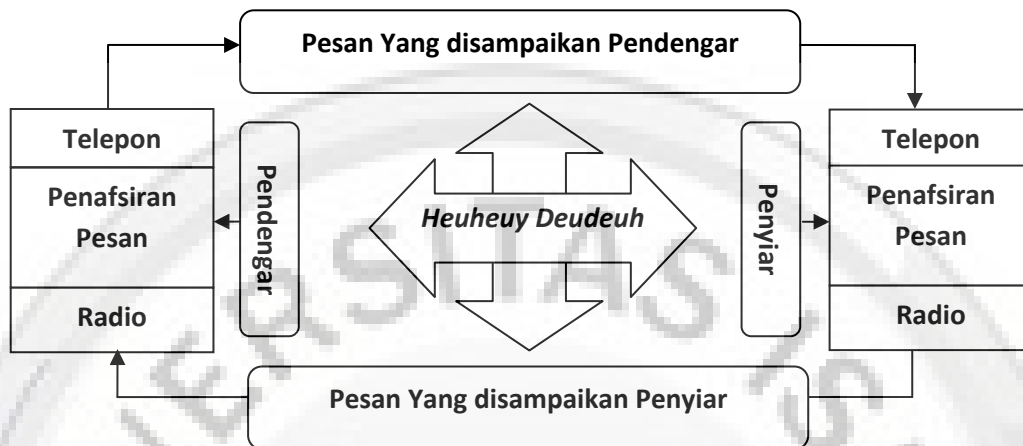 Pesan Yang disampaikan Pendengar
Telepon
Penafsiran
Pesan
Radio
Pendengar
Heuheuy Deudeuh
Penyiar
Telepon
Penafsiran
Pesan
Radio
Pesan Yang disampaikan Penyiar